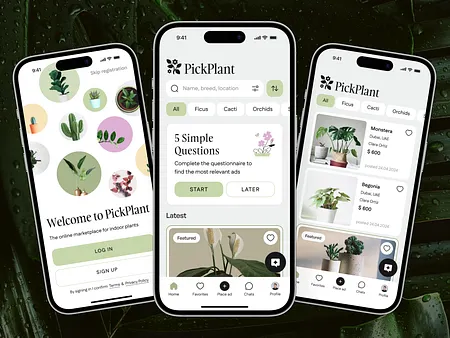 9:41
Skip registration
Welcome to PickPlant
The online marketplace for indoor plants
LOG IN
SIGN UP
By signing in I confirm Terms & Privacy Policy
9:41
PickPlant
Name, breed, location
All
Ficus
Cacti
Orchids
S
5 Simple
Questions
Complete the questionnaire to
find the most relevant ads
START
LATER
Latest
Featured
Home
Favorites
Place ad
Chats
Profile
9:41
PickPlant
All
Ficus
Cacti
Orchids
Monstera
Dubai, UAE
Clara Ortiz
$ 600
posted 24.04.2024
Begonia
Dubai, UAE
Clara Ortiz
$ 600
posted 24.04.2024
Featured
Home
Favorites
Place ad
Chats
Profile